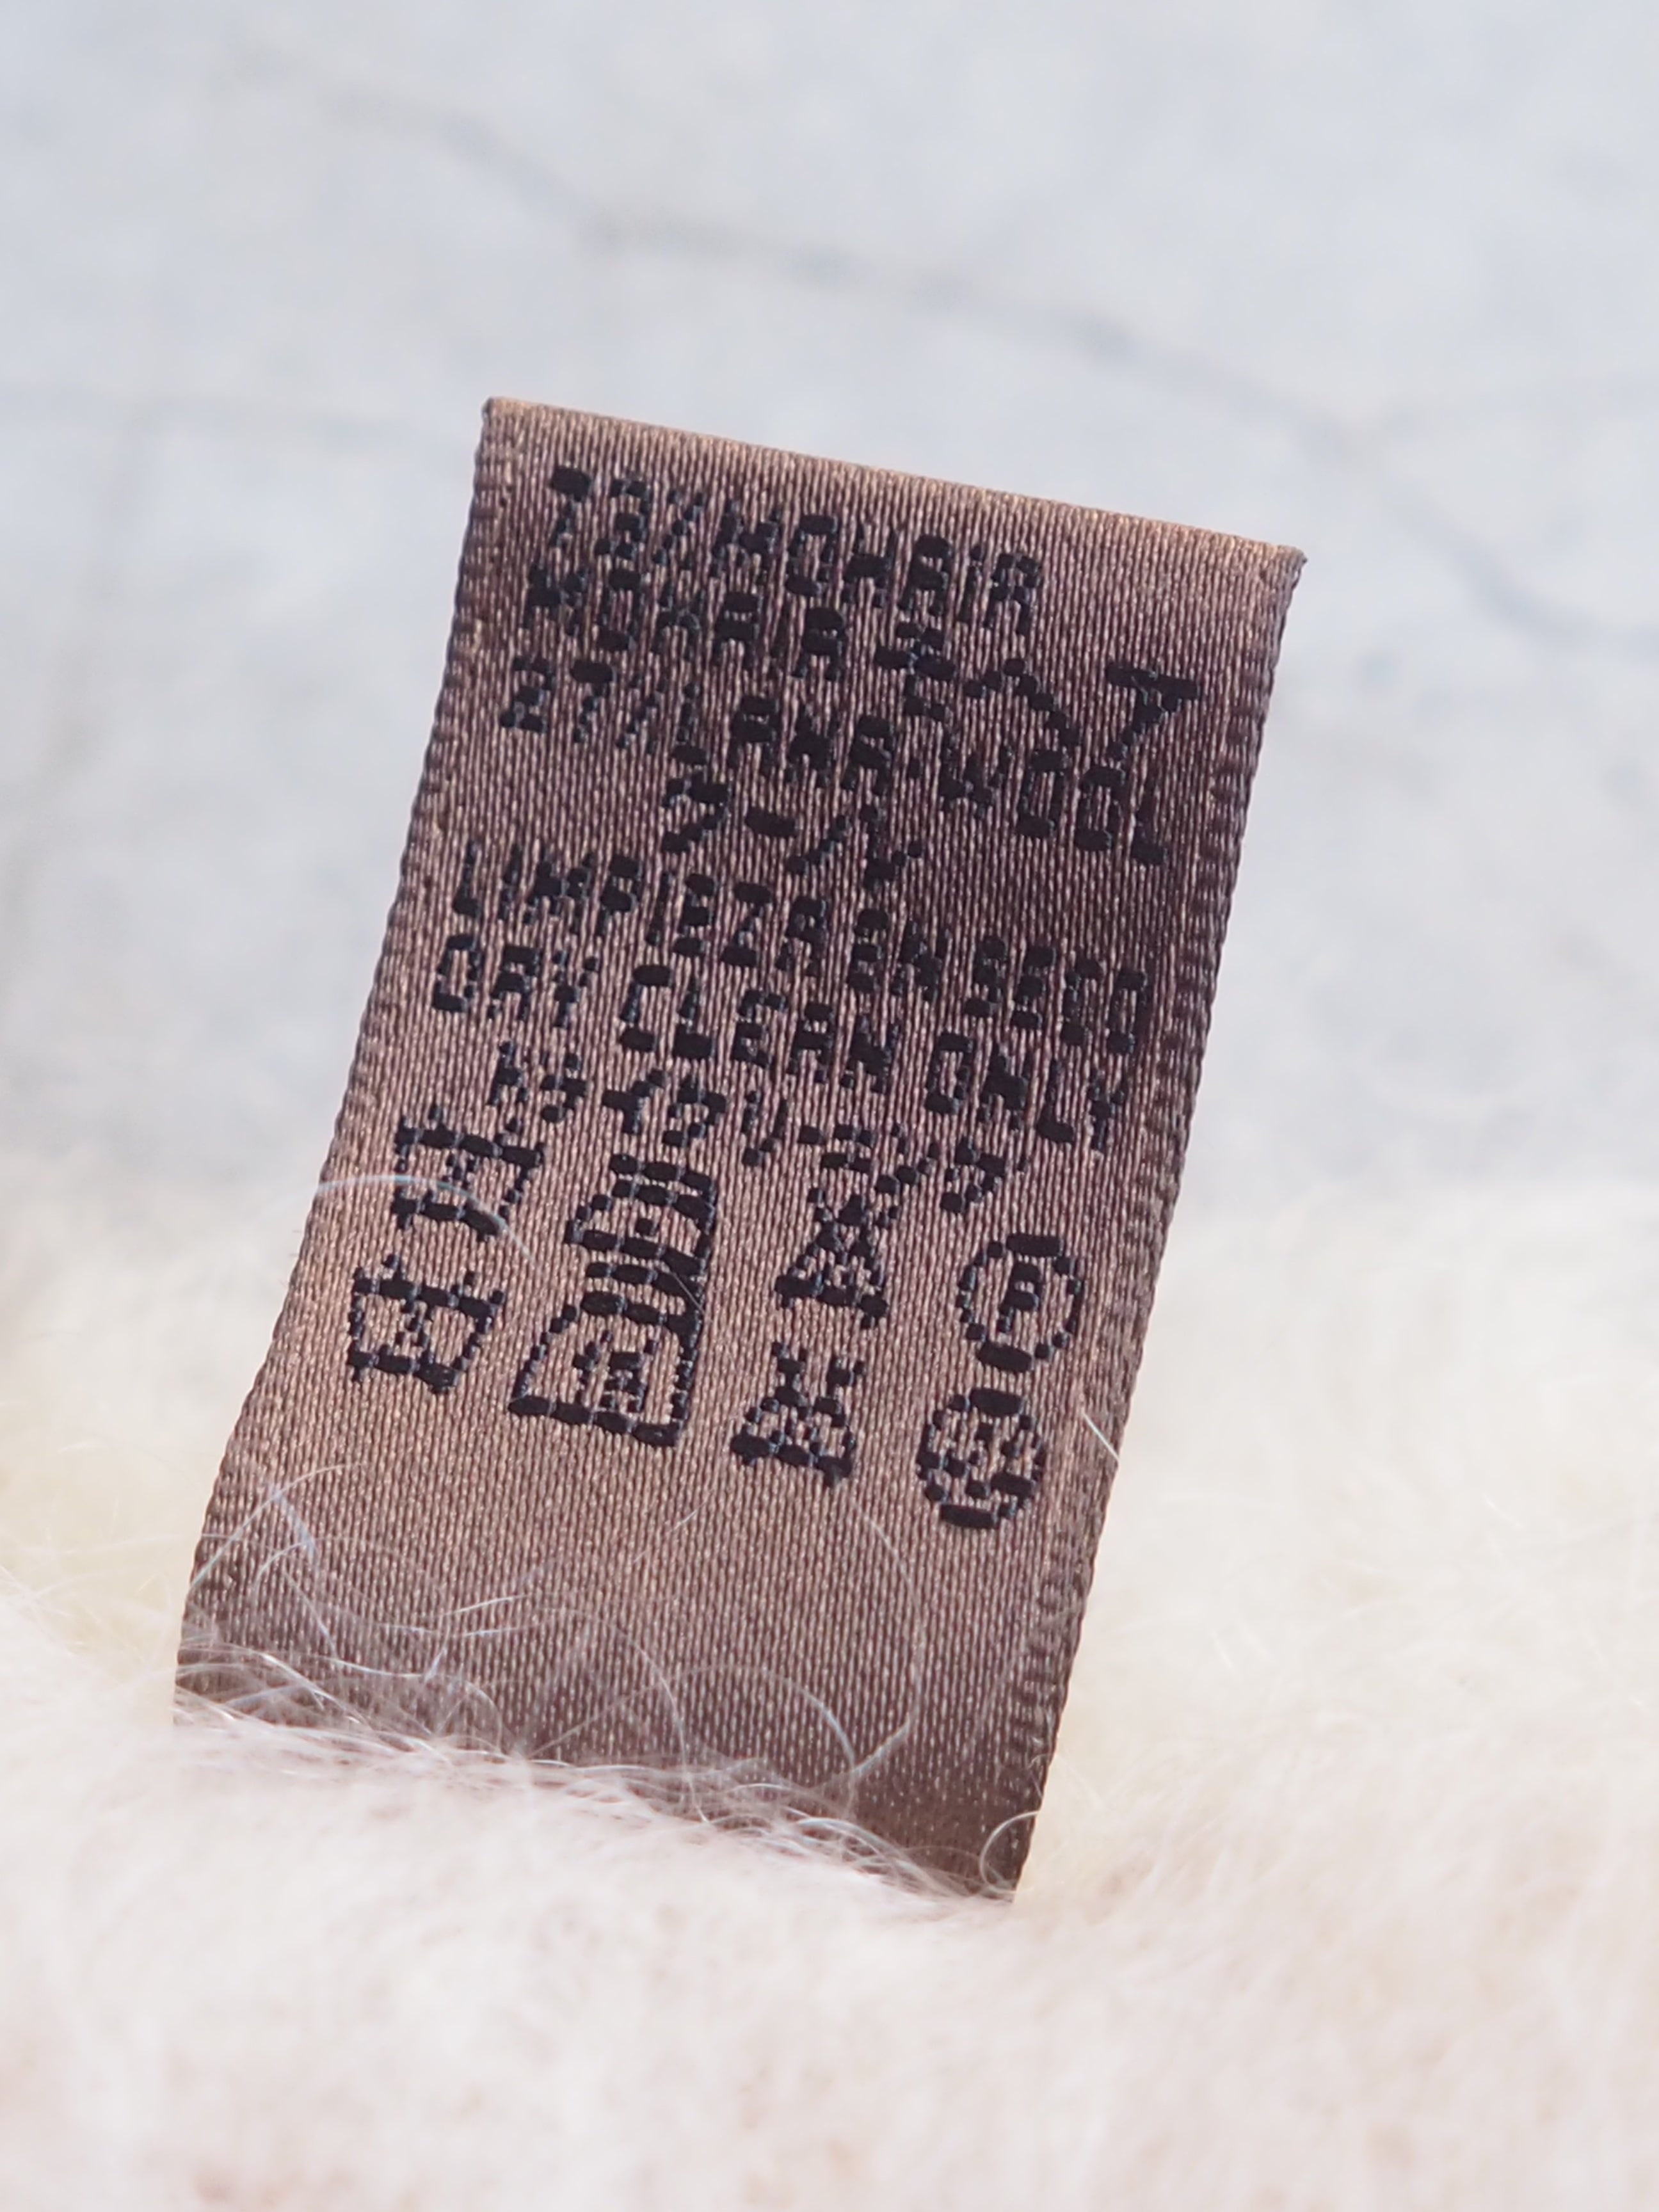 73%MOHAIR
MOHAIR モヘア
27%LANA-WOOL
ウール
LIMPIEZA EN SECO
DRY CLEAN ONLY
ドライクリーニング
P